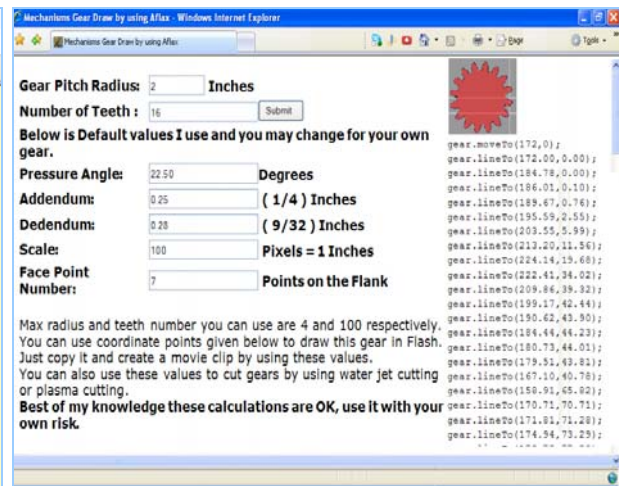 Mechanisms Gear Draw by using Aflax - Windows Internet Explorer
Mechanisms Gear Draw by using Aflax
Page
Tools
Gear Pitch Radius: 2 Inches
Number of Teeth : 16 Submit
Below is Default values I use and you may change for your own
gear.
Pressure Angle: 22.50 Degrees
Addendum: 0.25 ( 1/4 ) Inches
Dedendum: 0.28 ( 9/32 ) Inches
Scale: 100 Pixels = 1 Inches
Face Point
Number: 7 Points on the Flank
Max radius and teeth number you can use are 4 and 100 respectively.
You can use coordinate points given below to draw this gear in Flash.
Just copy it and create a movie clip by using these values.
You can also use these values to cut gears by using water jet cutting
or plasma cutting.
Best of my knowledge these calculations are OK, use it with your
own risk.
gear.moveTo(172,0);
gear.lineTo(172.00,0.00);
gear.lineTo(184.78,0.00);
gear.lineTo(186.01,0.10);
gear.lineTo(189.67,0.76);
gear.lineTo(195.59,2.55);
gear.lineTo(203.55,5.99);
gear.lineTo(213.20,11.56);
gear.lineTo(224.14,19.68);
gear.lineTo(222.41,34.02);
gear.lineTo(209.86,39.32);
gear.lineTo(199.17,42.44);
gear.lineTo(190.62,43.90);
gear.lineTo(184.44,44.23);
gear.lineTo(180.73,44.01);
gear.lineTo(179.51,43.81);
gear.lineTo(167.10,40.78);
gear.lineTo(158.91,65.82);
gear.lineTo(170.71,70.71);
gear.lineTo(171.81,71.28);
gear.lineTo(174.94,73.29);